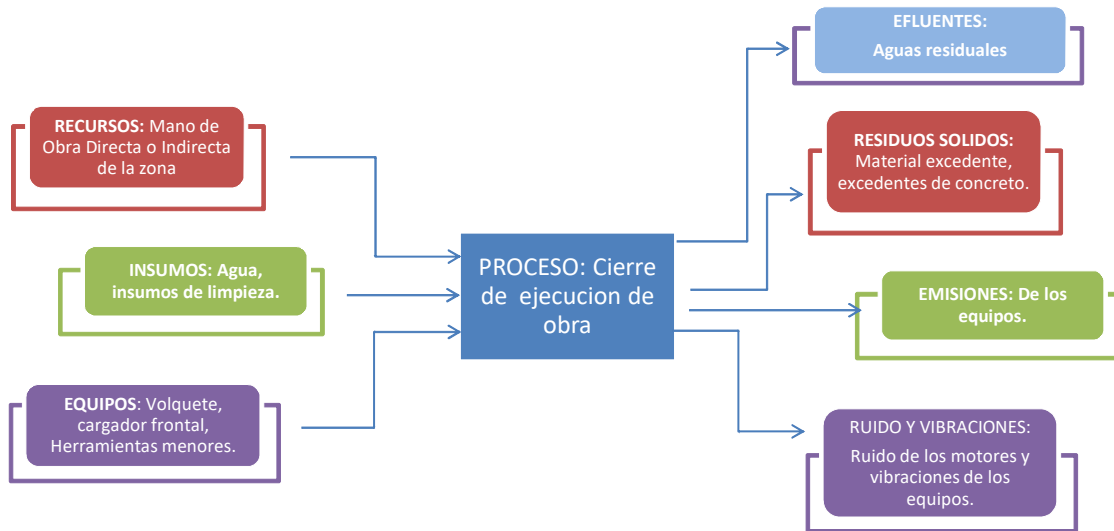 RECURSOS: Mano de
Obra Directa o Indirecta
de la zona
INSUMOS: Agua,
insumos de limpieza.
EQUIPOS: Volquete,
cargador frontal,
Herramientas menores.
PROCESO: Cierre
de ejecucion de
obra
EFLUENTES:
Aguas residuales
RESIDUOS SOLIDOS:
Material excedente,
excedentes de concreto.
EMISIONES: De los
equipos.
RUIDO Y VIBRACIONES:
Ruido de los motores y
vibraciones de los
equipos.